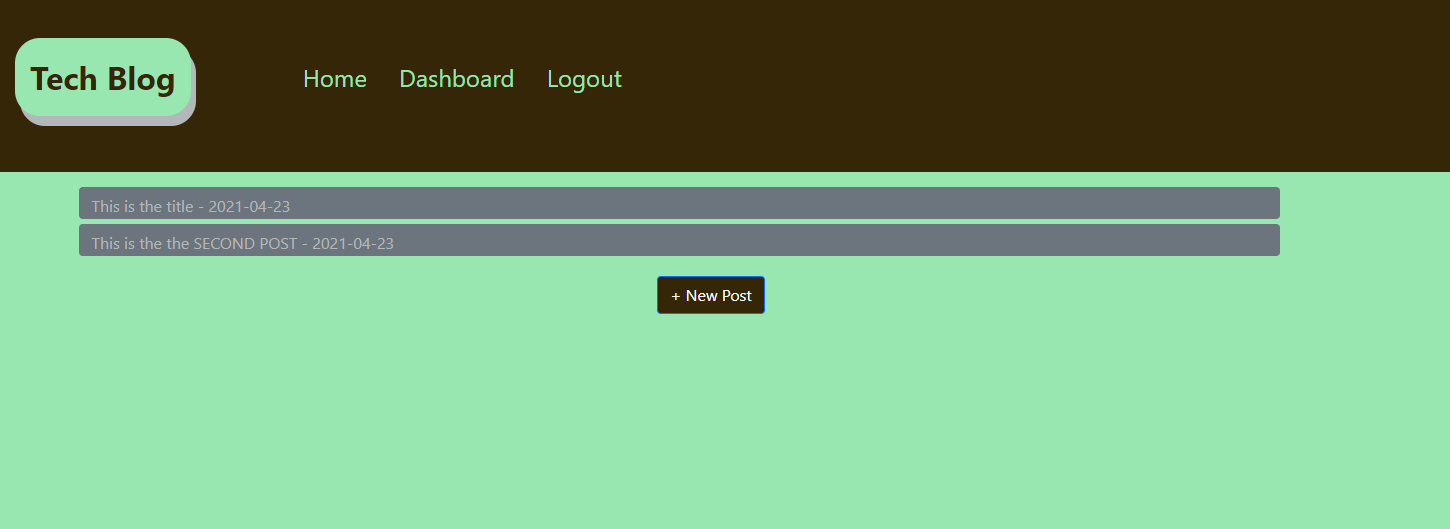 Tech Blog
Home Dashboard Logout
This is the title - 2021-04-23
This is the the SECOND POST - 2021-04-23
+ New Post